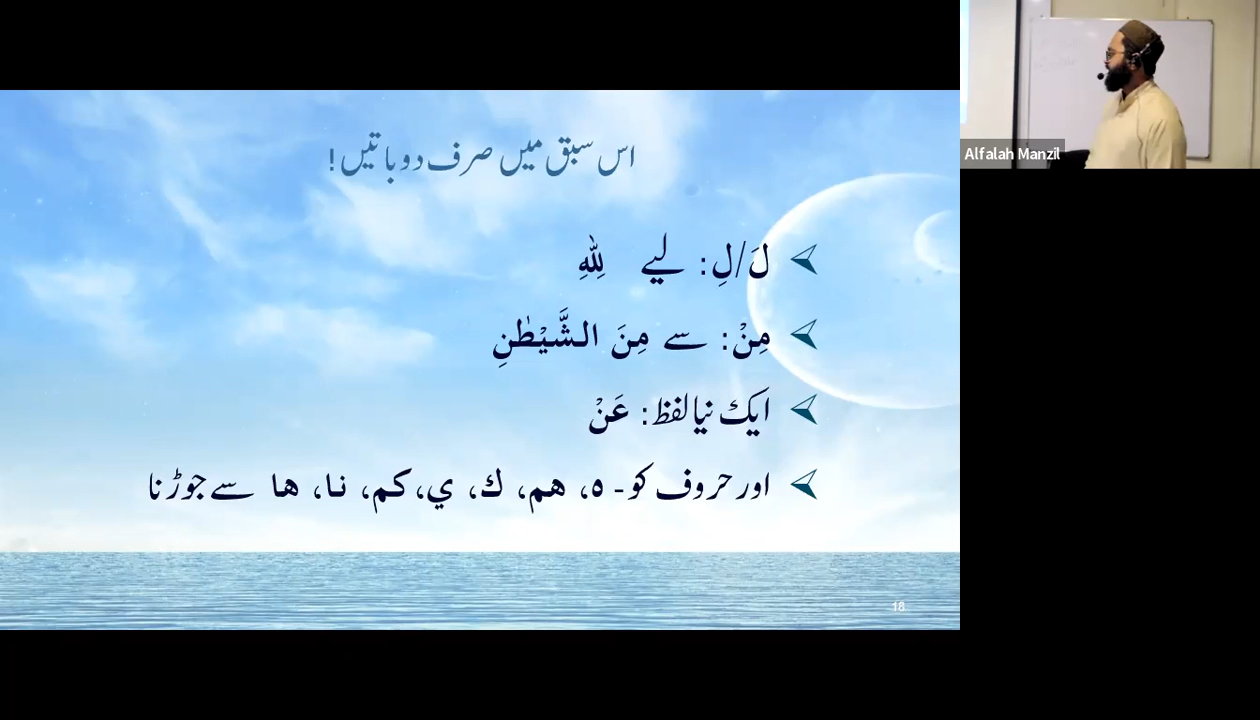 اس سبق میں صرف دو باتیں!
لَ/لِ: لیے لِلّٰهِ
مِنْ: سے مِنَ الشَّيْطٰنِ
ایک نیا لفظ: عَنْ
اور حروف کو- ه، هم، ك، ي، كم، نا، ها سے جوڑنا
18
Alfalah Manzil